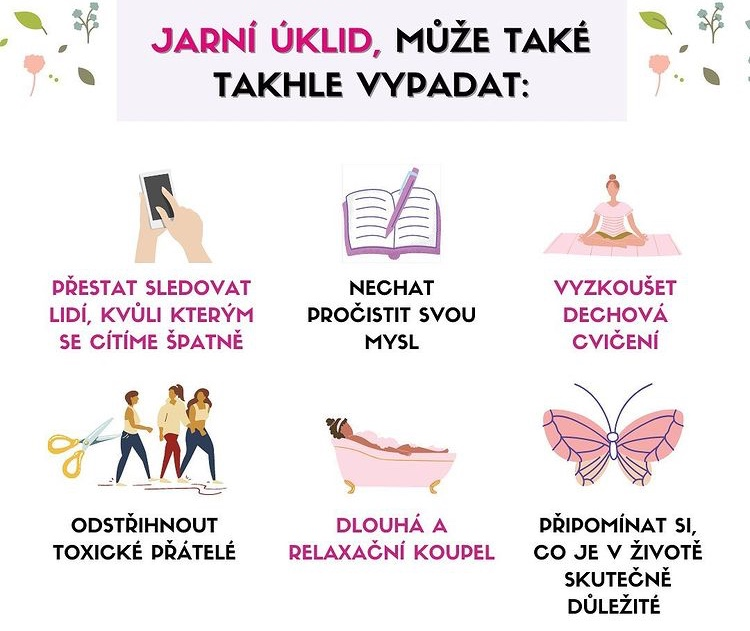 JARNÍ ÚKLID, MŮŽE TAKÉ
TAKHLE VYPADAT:
PŘESTAT SLEDOVAT
LIDÍ, KVŮLI KTERÝM
SE CÍTÍME ŠPATNĚ
NECHAT
PROČISTIT SVOU
MYSL
VYZKOUŠET
DECHOVÁ
CVIČENÍ
ODSTŘIHNOUT
TOXICKÉ PŘÁTELÉ
DLOUHÁ A
RELAXAČNÍ KOUPEL
PŘIPOMÍNAT SI,
CO JE V ŽIVOTĚ
SKUTEČNĚ
DŮLEŽITÉ